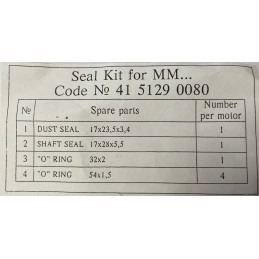 Seal Kit for MM...
Code № 41 5129 0080
№ Spare parts Number per motor
1 DUST SEAL 17x23,5x3,4 1
2 SHAFT SEAL 17x28x5,5 1
3 "O" RING 32x2 1
4 "O" RING 54x1,5 4